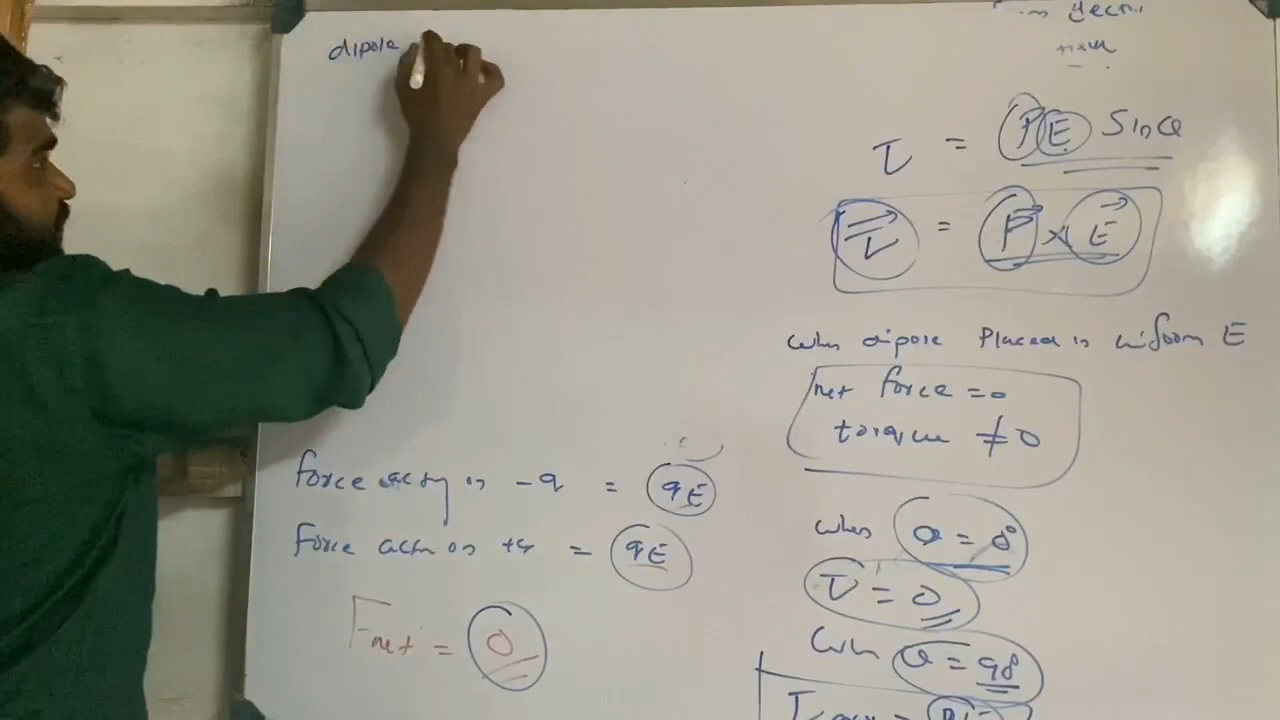 dipole
τ = PE Sinθ
τ⃗ = P⃗ × E⃗
when dipole placed in uniform E
net force = 0
torque ≠ 0
force acting on -q = qE
force acting on +q = qE
Fnet = 0
when θ = 0°
τ = 0
when θ = 90